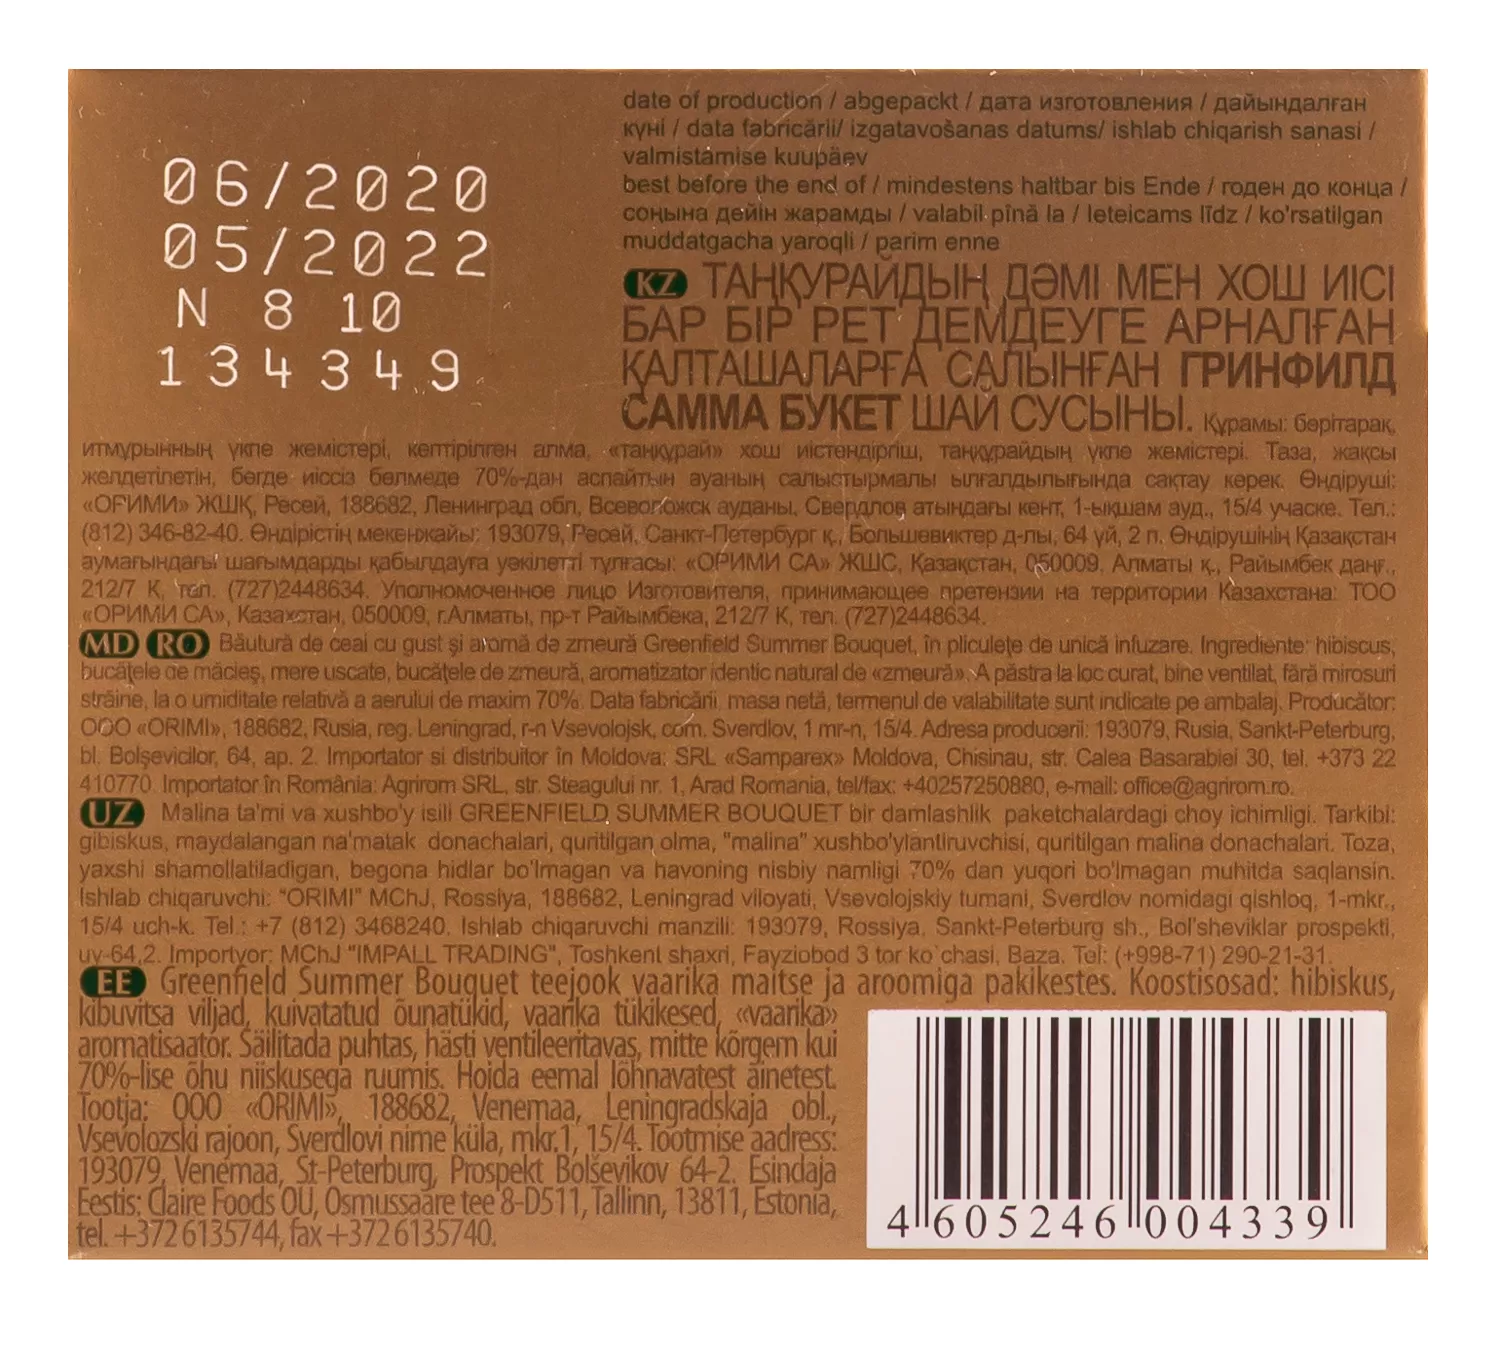 06/2020
05/2022
N 8 10
134349
date of production / abgepackt / дата изготовления / дайындалған
күні / data fabricării/ izgatavošanas datums/ ishlab chiqarish sanasi /
valmistamise kuupäev
best before the end of / mindestens haltbar bis Ende / годен до конца /
соңына дейін жарамды / valabil pînă la / Ieteicams līdz / ko'rsatilgan
muddatgacha yaroqli / parim enne
KZ ТАҢҚУРАЙДЫҢ ДӘМІ МЕН ХОШ ИІСІ
БАР БІР РЕТ ДЕМДЕУГЕ АРНАЛҒАН
ҚАЛТАШАЛАРҒА САЛЫНҒАН ГРИНФИЛД
САММА БУКЕТ ШАЙ СУСЫНЫ. Құрамы: бөрітарақ,
итмұрынның үкпе жемістері, кептірілген алма, «таңқурай» хош иістендіргіш, таңқурайдың үкпе жемістері. Таза, жақсы
желдетілетін, бөгде иіссіз бөлмеде 70%-дан аспайтын ауаның салыстырмалы ылғалдылығында сақтау керек. Өндіруші:
«ОРИМИ» ЖШҚ, Ресей, 188682, Ленинград обл, Всеволожск ауданы, Свердлов атындағы кент, 1-ықшам ауд., 15/4 учаске. Тел.:
(812) 346-82-40. Өндірістің мекенжайы: 193079, Ресей, Санкт-Петербург қ., Большевиктер д-лы, 64 үй, 2 п. Өндірушінің Қазақстан
аумағындағы шағымдарды қабылдауға уәкілетті тұлғасы: «ОРИМИ СА» ЖШС, Қазақстан, 050009, Алматы қ., Райымбек даңғ.,
212/7 К, тел. (727)2448634. Уполномоченное лицо Изготовителя, принимающее претензии на территории Казахстана: ТОО
«ОРИМИ СА», Казахстан, 050009, г.Алматы, пр-т Райымбека, 212/7 К, тел. (727)2448634.
MD RO Băutură de ceai cu gust şi aromă de zmeură Greenfield Summer Bouquet, în pliculeţe de unică infuzare. Ingrediente: hibiscus,
bucăţele de măcieş, mere uscate, bucăţele de zmeură, aromatizator identic natural de «zmeură». A păstra la loc curat, bine ventilat, fără mirosuri
străine, la o umiditate relativă a aerului de maxim 70%. Data fabricării, masa netă, termenul de valabilitate sunt indicate pe ambalaj. Producător:
OOO «ORIMI», 188682, Rusia, reg. Leningrad, r-n Vsevolojsk, com. Sverdlov, 1 mr-n, 15/4. Adresa producerii: 193079, Rusia, Sankt-Peterburg,
bl. Bolşevicilor, 64, ap. 2. Importator si distribuitor în Moldova: SRL «Samparex» Moldova, Chisinau, str. Calea Basarabiei 30, tel. +373 22
410770. Importator în România: Agrirom SRL, str. Steagului nr. 1, Arad Romania, tel/fax: +40257250880, e-mail: office@agrirom.ro.
UZ Malina ta'mi va xushbo'y isili GREENFIELD SUMMER BOUQUET bir damlashlik paketchalardagi choy ichimligi. Tarkibi:
gibiskus, maydalangan na'matak donachalari, quritilgan olma, "malina" xushbo'ylantiruvchisi, quritilgan malina donachalari. Toza,
yaxshi shamollatiladigan, begona hidlar bo'lmagan va havoning nisbiy namligi 70% dan yuqori bo'lmagan muhitda saqlansin.
Ishlab chiqaruvchi: "ORIMI" MChJ, Rossiya, 188682, Leningrad viloyati, Vsevolojskiy tumani, Sverdlov nomidagi qishloq, 1-mkr.,
15/4 uch-k. Tel.: +7 (812) 3468240. Ishlab chiqaruvchi manzili: 193079, Rossiya, Sankt-Peterburg sh., Bol'sheviklar prospekti,
uy-64,2. Importyor: MChJ "IMPALL TRADING", Toshkent shaxri, Fayziobod 3 tor ko`chasi, Baza. Tel: (+998-71) 290-21-31.
EE Greenfield Summer Bouquet teejook vaarika maitse ja aroomiga pakikestes. Koostisosad: hibiskus,
kibuvitsa viljad, kuivatatud õunatükid, vaarika tükikesed, «vaarika»
aromatisaator. Säilitada puhtas, hästi ventileeritavas, mitte kõrgem kui
70%-lise õhu niiskusega ruumis. Hoida eemal lõhnavatest ainetest.
Tootja: OOO «ORIMI», 188682, Venemaa, Leningradskaja obl.,
Vsevolozski rajoon, Sverdlovi nime küla, mkr.1, 15/4. Tootmise aadress:
193079, Venemaa, St-Peterburg, Prospekt Bolševikov 64-2. Esindaja
Eestis: Claire Foods OÜ, Osmussaare tee 8-D511, Tallinn, 13811, Estonia,
tel. +372 6135744, fax +372 6135740.
4 605246 004339